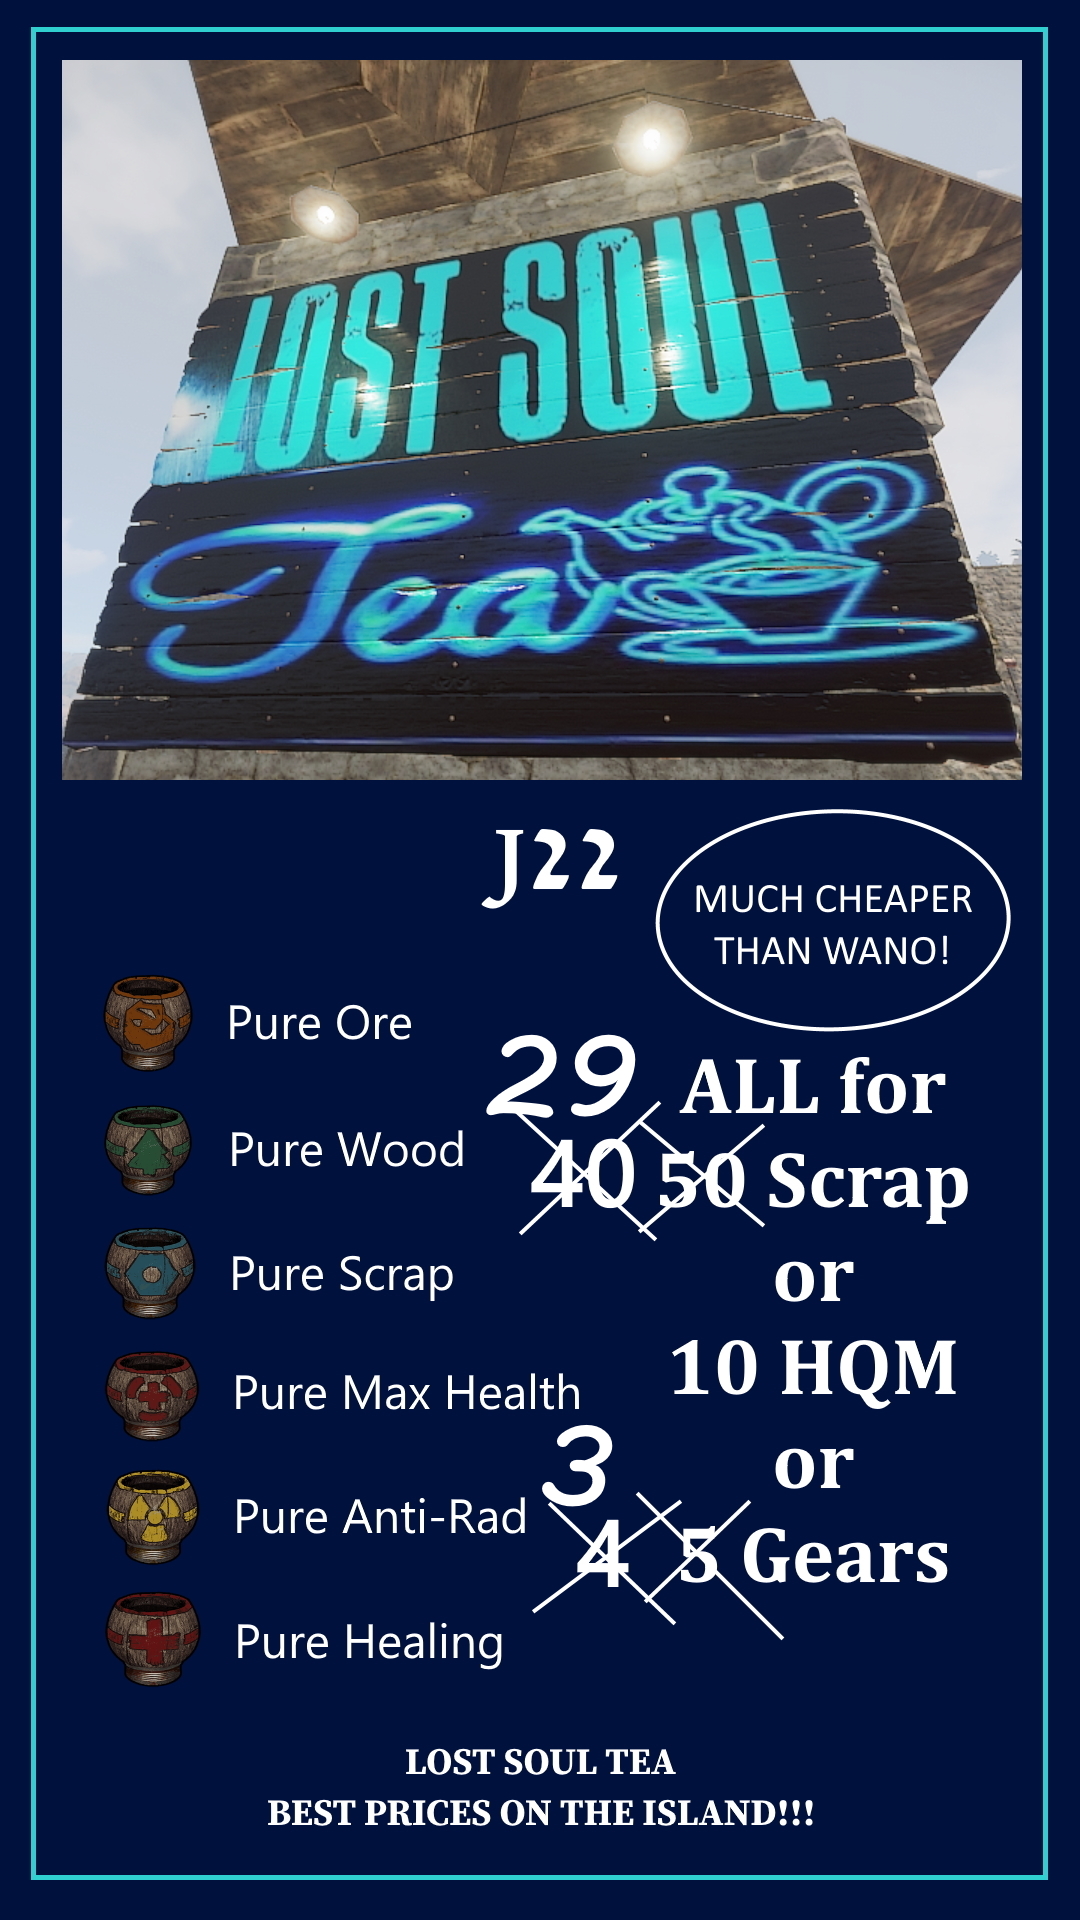 LOST SOUL
Tea
J22
MUCH CHEAPER
THAN WANO!
Pure Ore
Pure Wood
Pure Scrap
Pure Max Health
Pure Anti-Rad
Pure Healing
29 ALL for
40 50 Scrap
or
10 HQM
or
3
4 5 Gears
LOST SOUL TEA
BEST PRICES ON THE ISLAND!!!